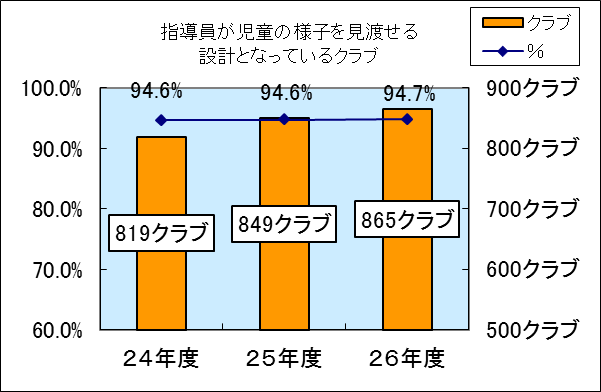 指導員が児童の様子を見渡せる
設計となっているクラブ
クラブ
%
100.0%
90.0%
80.0%
70.0%
60.0%
94.6%
94.6%
94.7%
819クラブ
849クラブ
865クラブ
900クラブ
800クラブ
700クラブ
600クラブ
500クラブ
24年度
25年度
26年度